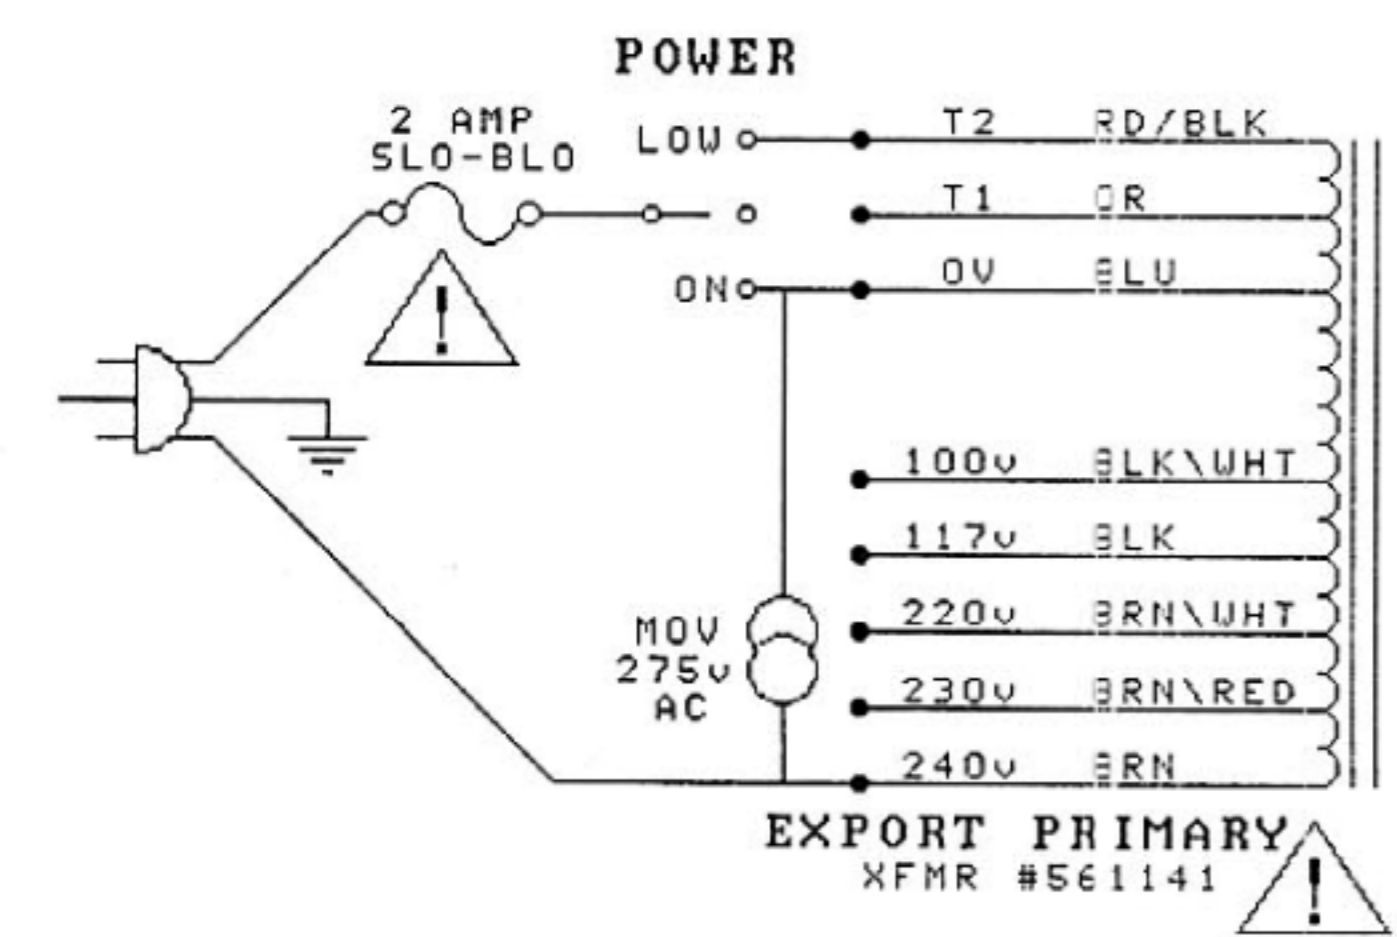 POWER
2 AMP
SLO-BLO
LOW
T2 RD/BLK
T1 OR
ON
0V BLU
!
100v BLK\WHT
117v BLK
220v BRN\WHT
MOV
275v
AC
230v BRN\RED
240v BRN
EXPORT PRIMARY
XFMR #561141
!